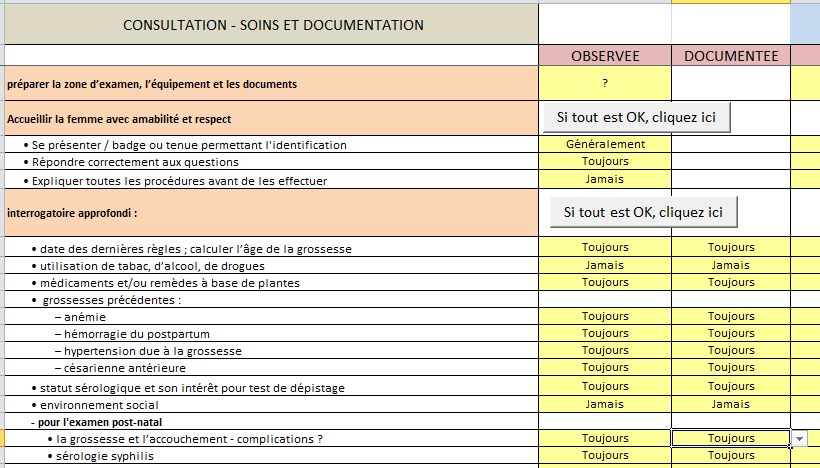 CONSULTATION - SOINS ET DOCUMENTATION
OBSERVEE DOCUMENTEE
préparer la zone d’examen, l’équipement et les documents ?
Accueillir la femme avec amabilité et respect Si tout est OK, cliquez ici
• Se présenter / badge ou tenue permettant l'identification Généralement
• Répondre correctement aux questions Toujours
• Expliquer toutes les procédures avant de les effectuer Jamais
interrogatoire approfondi : Si tout est OK, cliquez ici
• date des dernières règles ; calculer l’âge de la grossesse Toujours Toujours
• utilisation de tabac, d’alcool, de drogues Jamais Jamais
• médicaments et/ou remèdes à base de plantes Toujours Toujours
• grossesses précédentes :
– anémie Toujours Toujours
– hémorragie du postpartum Toujours Toujours
– hypertension due à la grossesse Toujours Toujours
– césarienne antérieure Toujours Toujours
• statut sérologique et son intérêt pour test de dépistage Toujours Toujours
• environnement social Jamais Jamais
- pour l'examen post-natal
• la grossesse et l’accouchement - complications ? Toujours Toujours
• sérologie syphilis Toujours Toujours